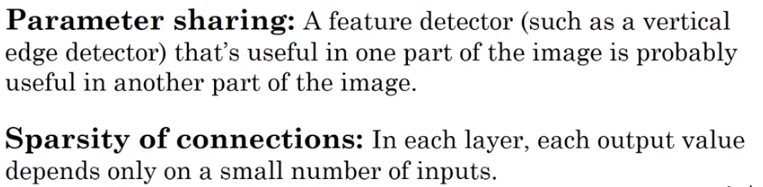 Parameter sharing: A feature detector (such as a vertical
edge detector) that’s useful in one part of the image is probably
useful in another part of the image.
Sparsity of connections: In each layer, each output value
depends only on a small number of inputs.